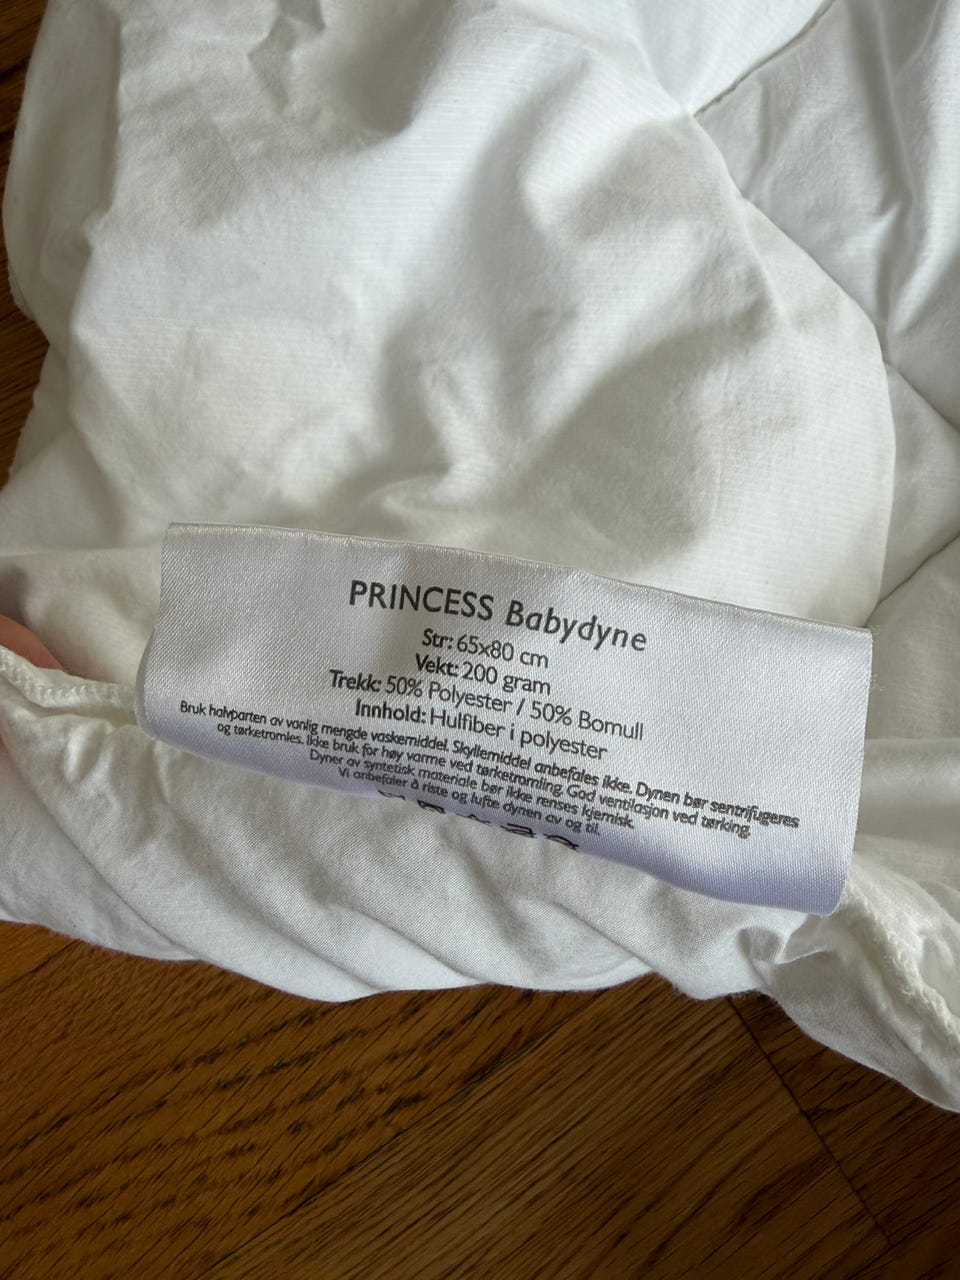 PRINCESS Babydyne
Str: 65x80 cm
Vekt: 200 gram
Trekk: 50% Polyester / 50% Bomull
Innhold: Hulfiber i polyester
Bruk halvparten av vanlig mengde vaskemiddel. Skyllemiddel anbefales ikke. Dynen bør sentrifugeres
og tørketromles. Ikke bruk for høy varme ved tørketromling. God ventilasjon ved tørking.
Dyner av syntetisk materiale bør ikke renses kjemisk.
Vi anbefaler å riste og lufte dynen av og til.